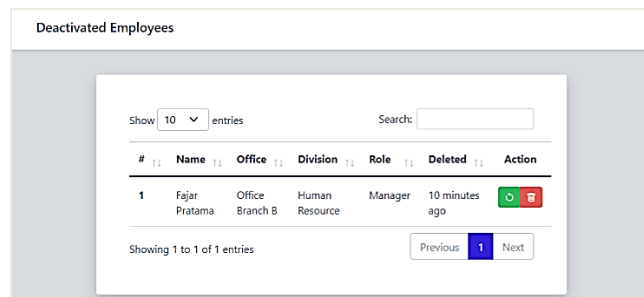 Deactivated Employees
Show 10 entries Search:
# Name Office Division Role Deleted Action
1 Fajar Pratama Office Branch B Human Resource Manager 10 minutes ago
Showing 1 to 1 of 1 entries Previous 1 Next